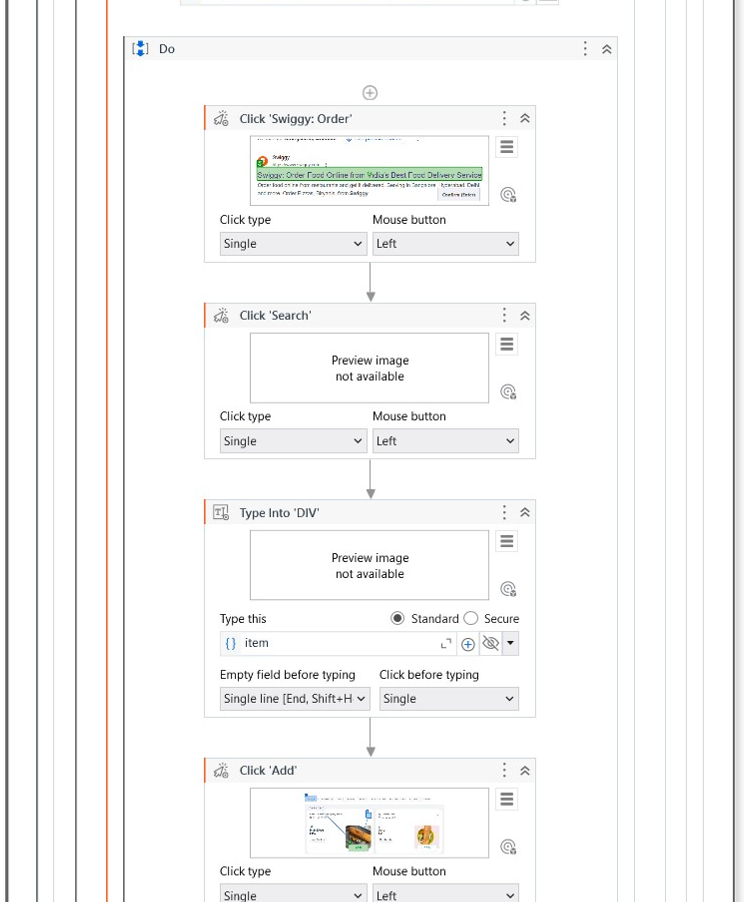 Do
Click 'Swiggy: Order'
Swiggy
Swiggy: Order Food Online from India's Best Food Delivery Service
Order food online from restaurants and get it delivered. Serving in Bangalore Hyderabad, Delhi
and more. Order Pizzas, Biryanis, from Swiggy
Click type Mouse button
Single Left
Click 'Search'
Preview image
not available
Click type Mouse button
Single Left
Type Into 'DIV'
Preview image
not available
Type this Standard Secure
{} item
Empty field before typing Click before typing
Single line [End, Shift+H Single
Click 'Add'
Click type Mouse button
Single Left